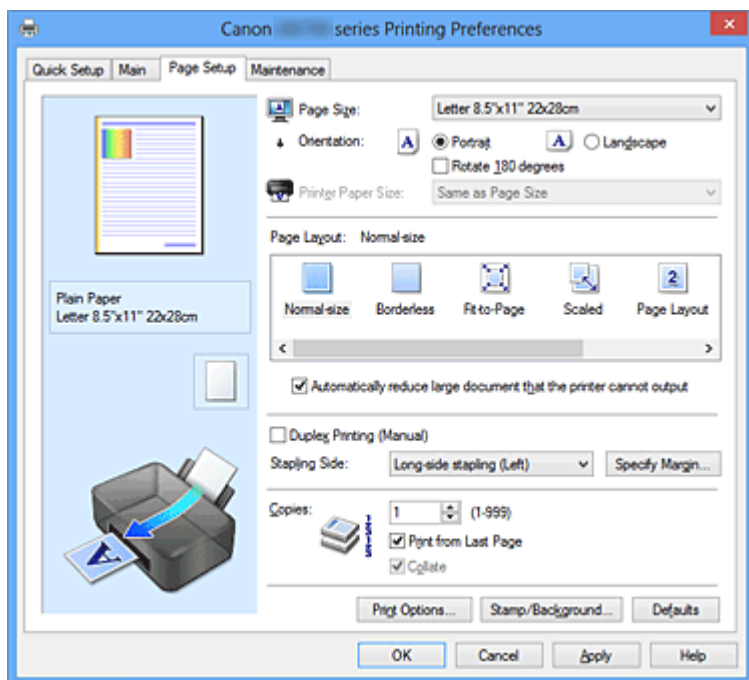 Canon series Printing Preferences
Quick Setup Main Page Setup Maintenance
Page Size: Letter 8.5"x11" 22x28cm
Orientation: A Portrait A Landscape
Rotate 180 degrees
Printer Paper Size: Same as Page Size
Page Layout: Normal-size
2
Normal-size Borderless Fit-to-Page Scaled Page Layout
Plain Paper
Letter 8.5"x11" 22x28cm
Automatically reduce large document that the printer cannot output
Duplex Printing (Manual)
Stapling Side: Long-side stapling (Left) Specify Margin...
Copies: 1 (1-999)
Print from Last Page
Collate
A
Print Options... Stamp/Background... Defaults
OK Cancel Apply Help